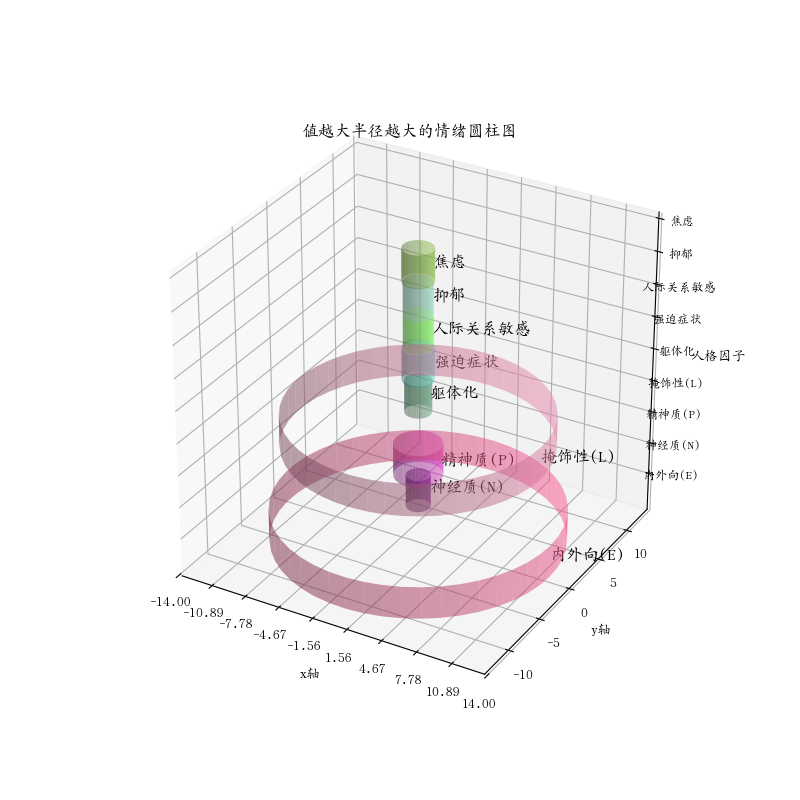 值越大半径越大的情绪圆柱图
焦虑
抑郁
人际关系敏感
强迫症状
躯体化
掩饰性(L)
精神质(P)
神经质(N)
内外向(E)
人格因子
焦虑
抑郁
人际关系敏感
强迫症状
躯体化
精神质(P)
掩饰性(L)
神经质(N)
内外向(E)
10
5
0
-5
-10
y轴
-14.00
-10.89
-7.78
-4.67
-1.56
1.56
4.67
7.78
10.89
14.00
x轴